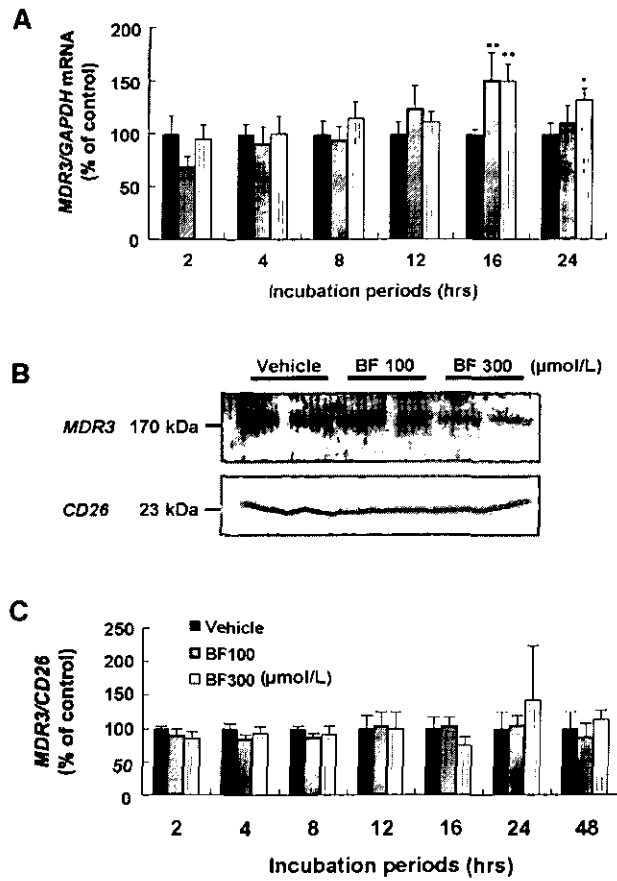 A
MDR3/GAPDH mRNA
(% of control)
200
150
100
50
0
** **
*
2 4 8 12 16 24
Incubation periods (hrs)
B
Vehicle BF 100 BF 300 (μmol/L)
MDR3 170 kDa
CD26 23 kDa
C
MDR3/CD26
(% of control)
250
200
150
100
50
0
Vehicle
BF100
BF300 (μmol/L)
2 4 8 12 16 24 48
Incubation periods (hrs)